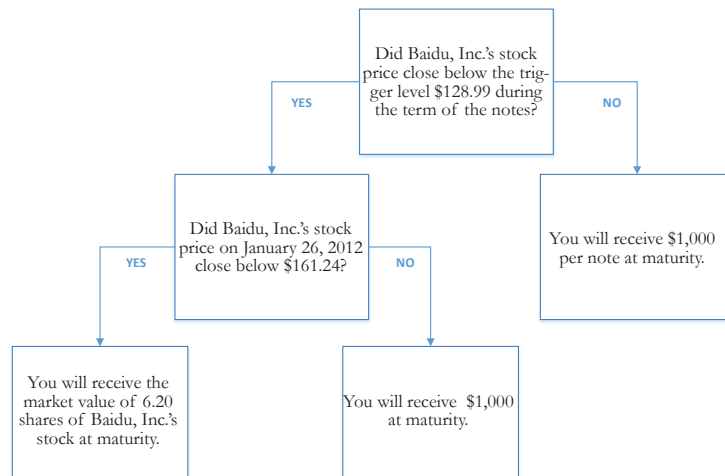 Did Baidu, Inc.'s stock
price close below the trig-
ger level $128.99 during
the term of the notes?
YES
NO
Did Baidu, Inc.'s stock
price on January 26, 2012
close below $161.24?
You will receive $1,000
per note at maturity.
YES
NO
You will receive the
market value of 6.20
shares of Baidu, Inc.'s
stock at maturity.
You will receive $1,000
at maturity.